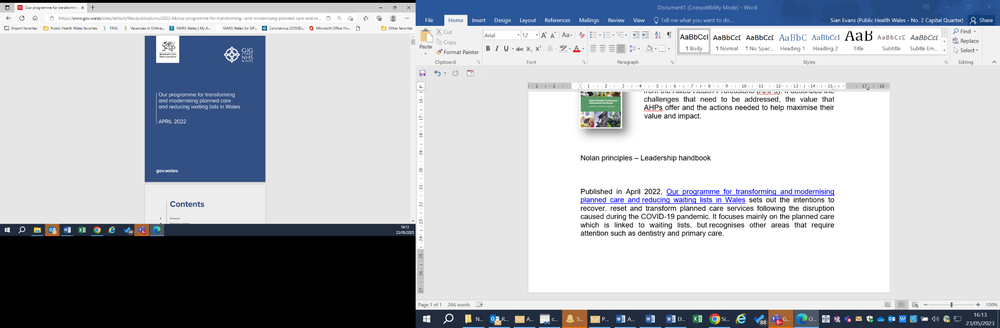 Our programme for transforming
https://www.gov.wales/sites/default/files/publications/2022-04/our-programme-for-transforming--and-modernising-planned-care-and-re...
Import favorites
Public Health Wales favorites
TRAC
Vacancies in Online...
MARS Wales | My A...
MARS Wales for GP...
Coronavirus (COVID...
Microsoft Office Ho...
Other favorites
Llywodraeth Cymru
Welsh Government
GIG
CYMRU
NHS
WALES
Our programme for transforming
and modernising planned care
and reducing waiting lists in Wales
APRIL 2022
gov.wales
Contents
1 Foreword
88
9+
16:13
23/05/2023
Document1 [Compatibility Mode] - Word
File Home Insert Design Layout References Mailings Review View Tell me what you want to do...
Sian Evans (Public Health Wales - No. 2 Capital Quarter) Share
Paste
Cut
Copy
Format Painter
Clipboard
Arial 12
Font
Paragraph
AaBbCcI AaBbCcD AaBbCcD AaBbC AaBbCcI AaB AaBbCcD AaBbCcD
¶ Body ¶ Normal ¶ No Spac... Heading 1 Heading 2 Title Subtitle Subtle Em...
Styles
Find
Replace
Select
Editing
Allied Health Professions
Framework for Wales
Looking Forward Together
from the Allied Health Professions (AHPs). It describes the
challenges that need to be addressed, the value that
AHPs offer and the actions needed to help maximise their
value and impact.
Nolan principles – Leadership handbook
Published in April 2022, Our programme for transforming and modernising
planned care and reducing waiting lists in Wales sets out the intentions to
recover, reset and transform planned care services following the disruption
caused during the COVID-19 pandemic. It focuses mainly on the planned care
which is linked to waiting lists, but recognises other areas that require
attention such as dentistry and primary care.
Page 1 of 1 266 words
100%
N... R... A... c... 5... P... A... D... Si... 88 9+ G... O...
16:13
23/05/2023